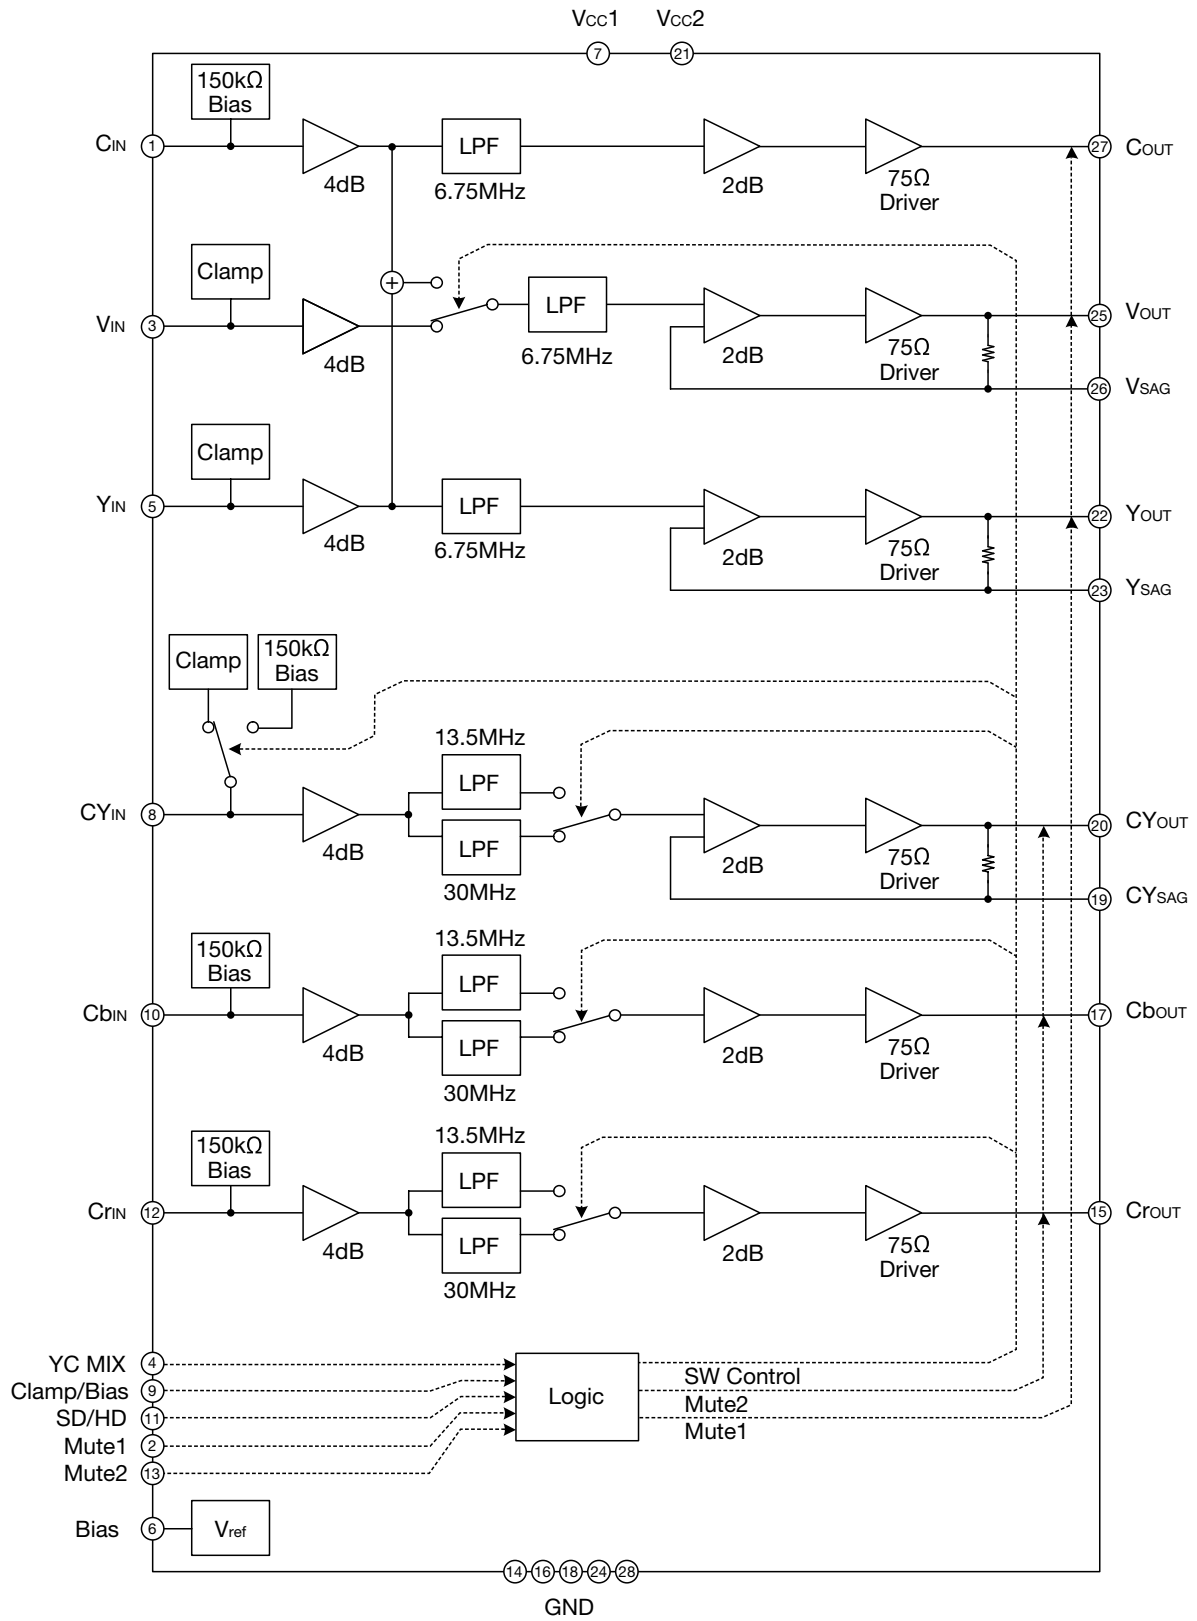 VCC1 VCC2
7 21
150kΩ
Bias
CIN 1 LPF 27 COUT
4dB 6.75MHz 2dB 75Ω
Driver
Clamp
+
VIN 3 LPF 25 VOUT
4dB 6.75MHz 2dB 75Ω
Driver
26 VSAG
Clamp
YIN 5 LPF 22 YOUT
4dB 6.75MHz 2dB 75Ω
Driver
23 YSAG
Clamp 150kΩ
Bias
13.5MHz
LPF
CYIN 8 20 CYOUT
4dB LPF 2dB 75Ω
30MHz Driver
19 CYSAG
13.5MHz
150kΩ
Bias LPF
CbIN 10 17 CbOUT
4dB LPF 2dB 75Ω
30MHz Driver
13.5MHz
150kΩ
Bias LPF
CrIN 12 15 CrOUT
4dB LPF 2dB 75Ω
30MHz Driver
YC MIX 4
Clamp/Bias 9 Logic SW Control
SD/HD 11 Mute2
Mute1 2 Mute1
Mute2 13
Bias 6 Vref
14 16 18 24 28
GND